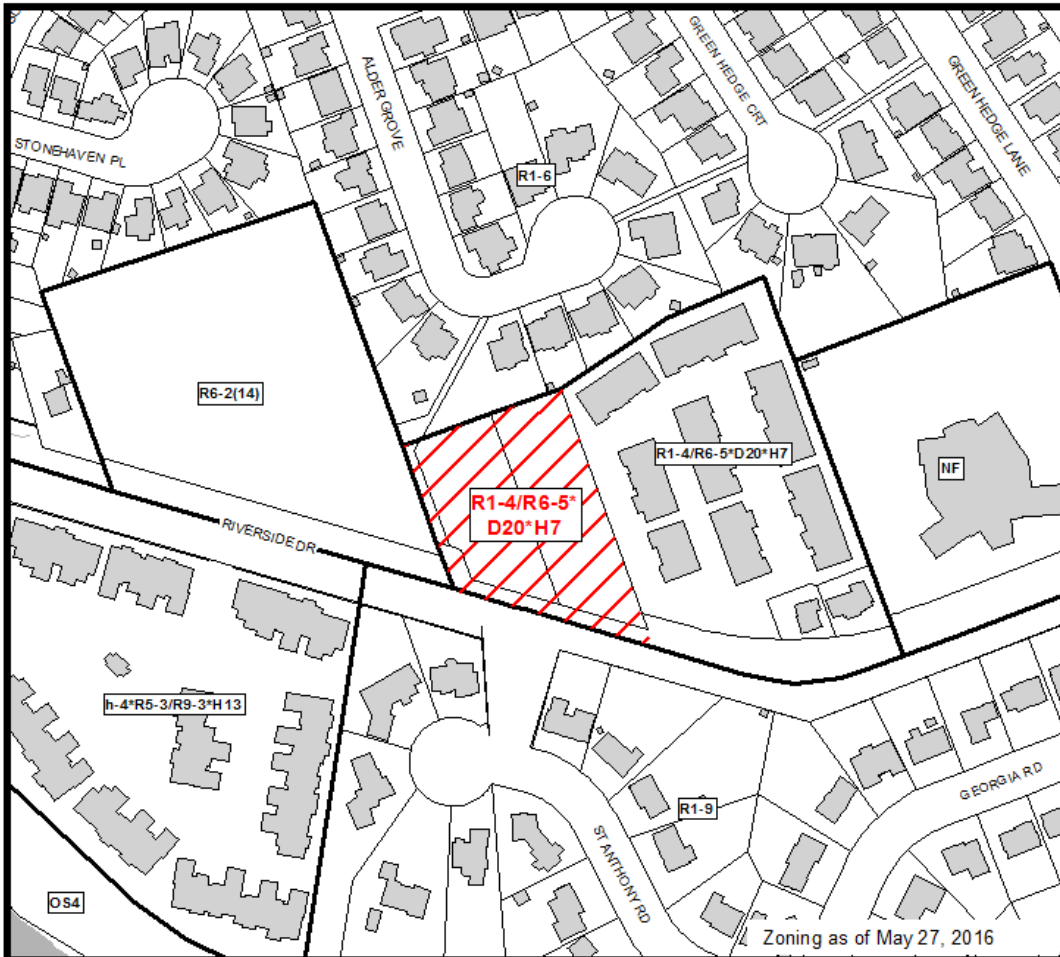 STONEHAVEN PL
ALDER GROVE
GREEN HEDGE CRT
GREEN HEDGE LANE
R1-6
R6-2(14)
R1-4/R6-5*D20*H7
NF
R1-4/R6-5*
D20*H7
RIVERSIDE DR
h-4*R5-3/R9-3*H13
R1-9
GEORGIA RD
ST ANTHONY RD
OS4
Zoning as of May 27, 2016